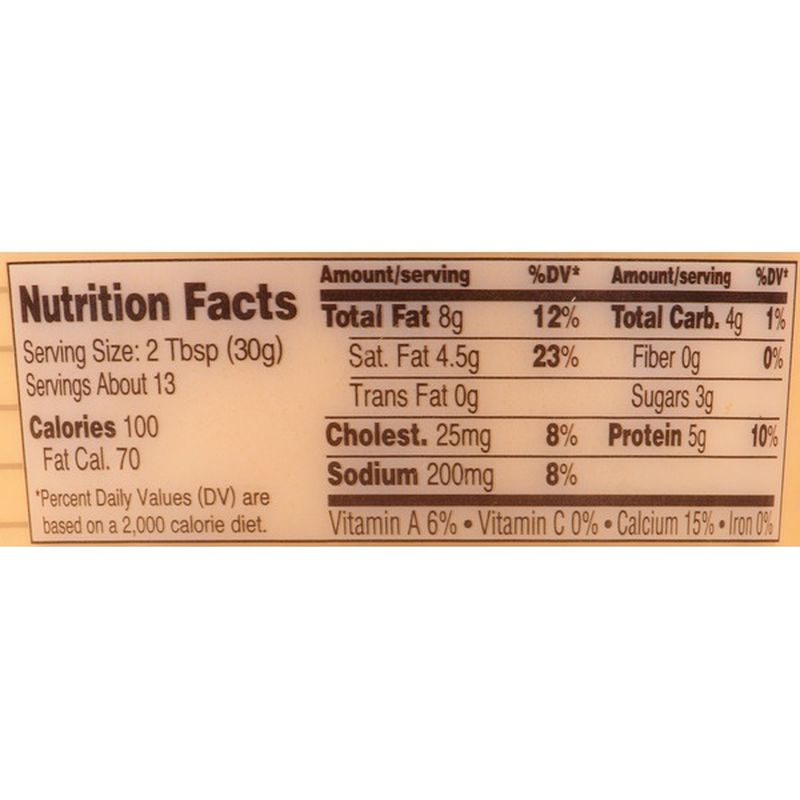 Nutrition Facts
Serving Size: 2 Tbsp (30g)
Servings About 13
Calories 100
Fat Cal. 70
*Percent Daily Values (DV) are
based on a 2,000 calorie diet.
Amount/serving %DV* Amount/serving %DV*
Total Fat 8g 12% Total Carb. 4g 1%
Sat. Fat 4.5g 23% Fiber 0g 0%
Trans Fat 0g Sugars 3g
Cholest. 25mg 8% Protein 5g 10%
Sodium 200mg 8%
Vitamin A 6% • Vitamin C 0% • Calcium 15% • Iron 0%